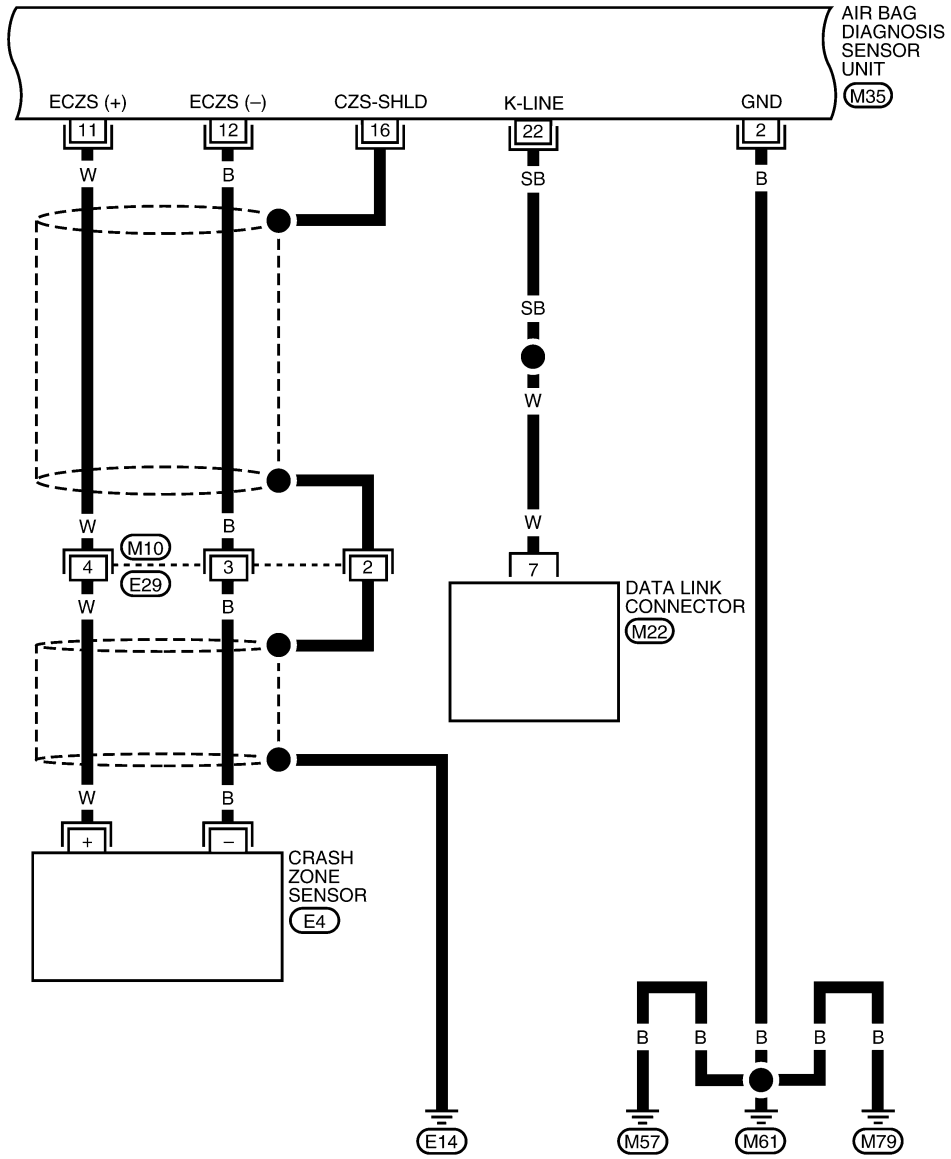 AIR BAG
DIAGNOSIS
SENSOR
UNIT
M35
ECZS (+) ECZS (–) CZS-SHLD K-LINE GND
11 12 16 22 2
W B SB B
SB
W
W B W
M10
4 3 2 7
E29
W B
DATA LINK
CONNECTOR
M22
W B
+ –
CRASH
ZONE
SENSOR
E4
B B B B B
E14 M57 M61 M79